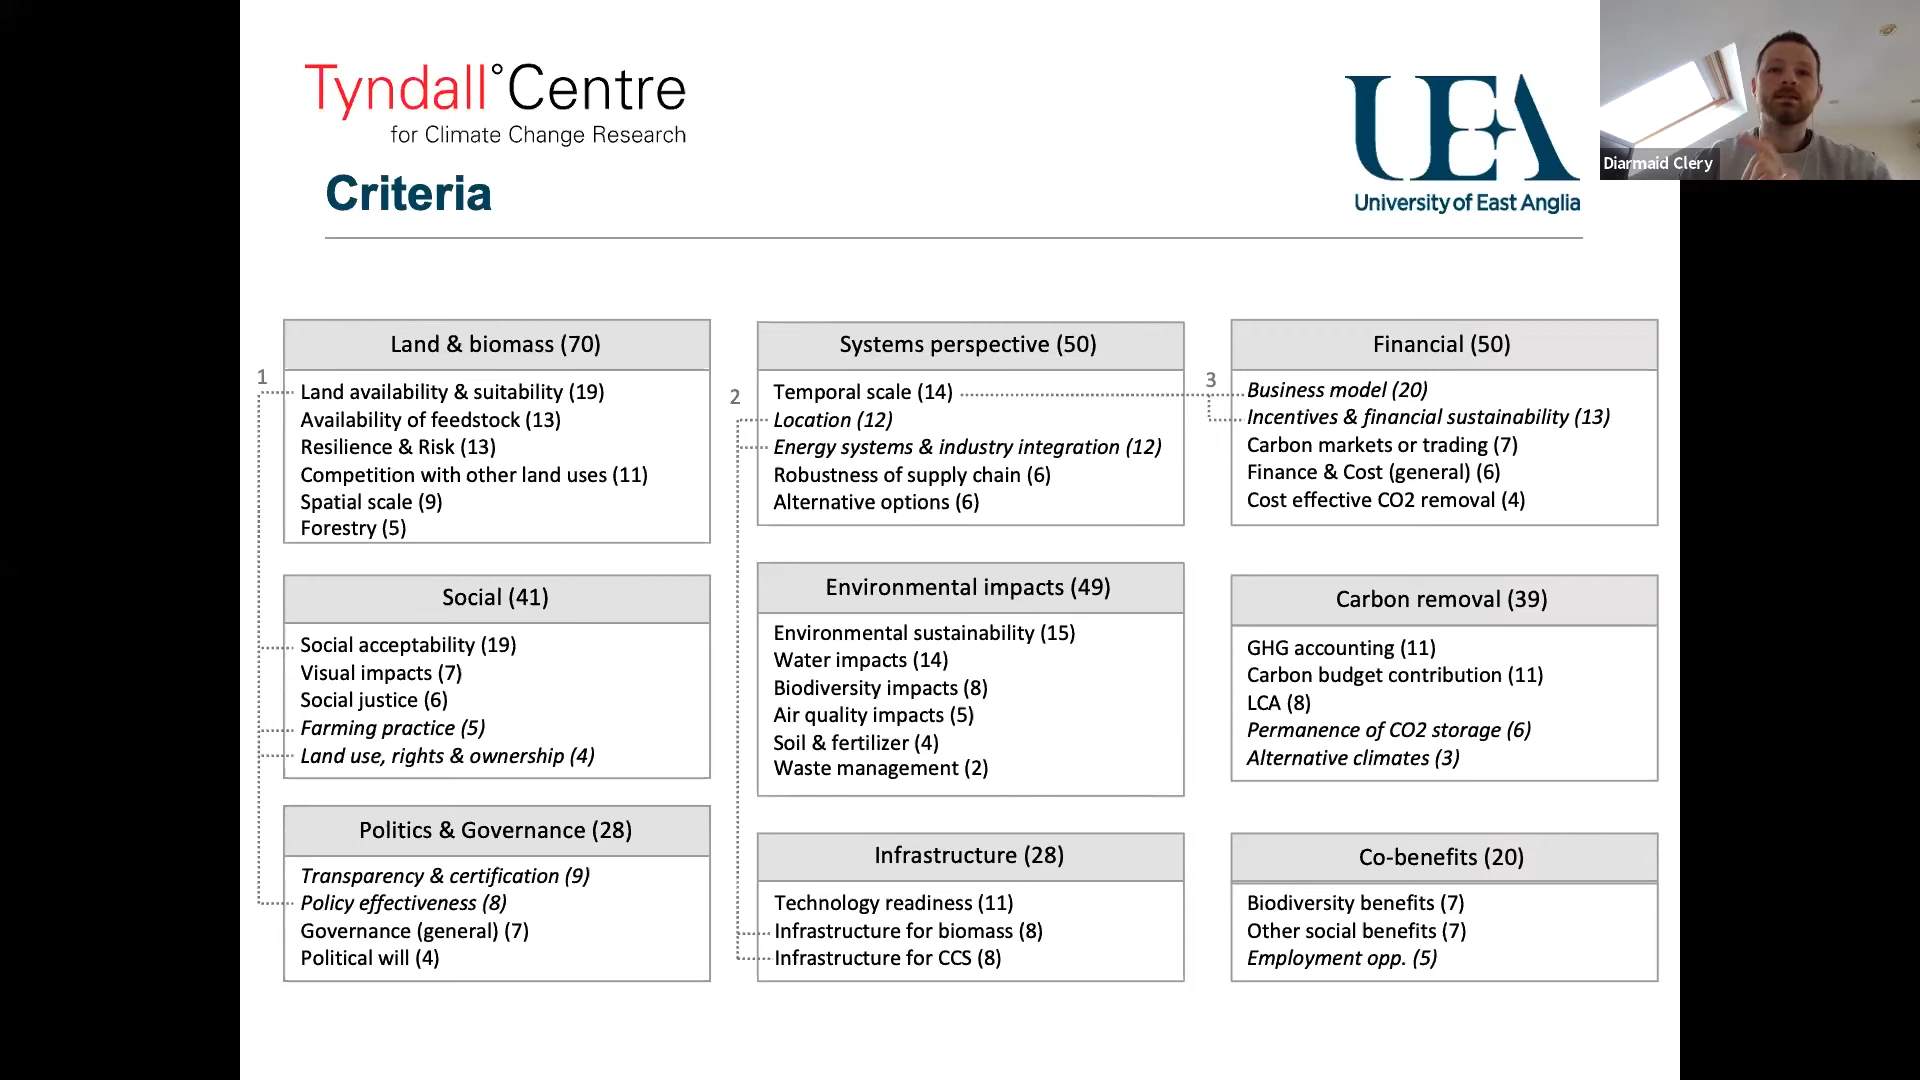 Tyndall°Centre
for Climate Change Research
UEA
University of East Anglia
Diarmaid Clery
Criteria
Land & biomass (70)
1
Land availability & suitability (19)
Availability of feedstock (13)
Resilience & Risk (13)
Competition with other land uses (11)
Spatial scale (9)
Forestry (5)
Social (41)
Social acceptability (19)
Visual impacts (7)
Social justice (6)
Farming practice (5)
Land use, rights & ownership (4)
Politics & Governance (28)
Transparency & certification (9)
Policy effectiveness (8)
Governance (general) (7)
Political will (4)
Systems perspective (50)
2
Temporal scale (14)
Location (12)
Energy systems & industry integration (12)
Robustness of supply chain (6)
Alternative options (6)
Environmental impacts (49)
Environmental sustainability (15)
Water impacts (14)
Biodiversity impacts (8)
Air quality impacts (5)
Soil & fertilizer (4)
Waste management (2)
Infrastructure (28)
Technology readiness (11)
Infrastructure for biomass (8)
Infrastructure for CCS (8)
Financial (50)
3
Business model (20)
Incentives & financial sustainability (13)
Carbon markets or trading (7)
Finance & Cost (general) (6)
Cost effective CO2 removal (4)
Carbon removal (39)
GHG accounting (11)
Carbon budget contribution (11)
LCA (8)
Permanence of CO2 storage (6)
Alternative climates (3)
Co-benefits (20)
Biodiversity benefits (7)
Other social benefits (7)
Employment opp. (5)